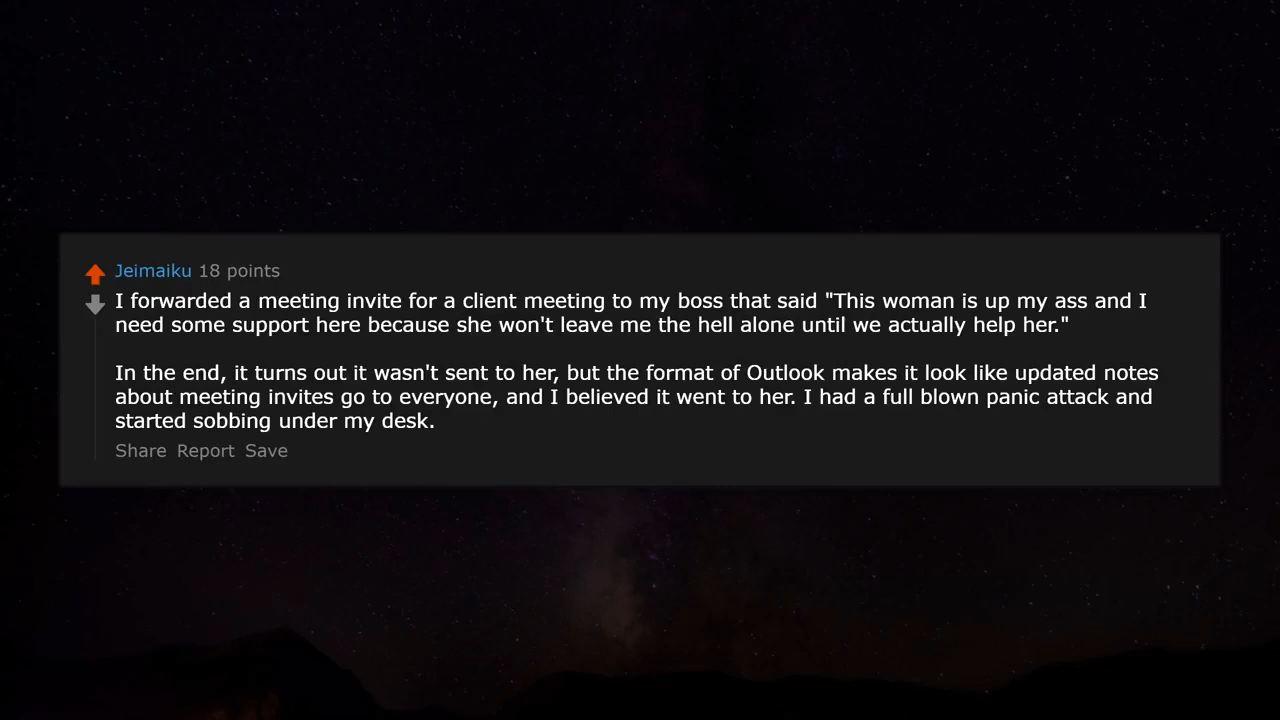 Jeimaiku 18 points
I forwarded a meeting invite for a client meeting to my boss that said "This woman is up my ass and I
need some support here because she won't leave me the hell alone until we actually help her."
In the end, it turns out it wasn't sent to her, but the format of Outlook makes it look like updated notes
about meeting invites go to everyone, and I believed it went to her. I had a full blown panic attack and
started sobbing under my desk.
Share Report Save